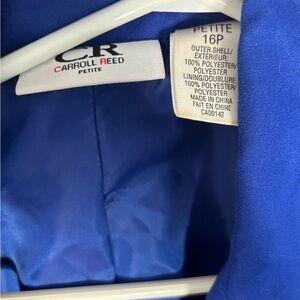 CR
CARROLL REED
PETITE
PETITE
16P
OUTER SHELL/
EXTÉRIEUR:
100% POLYESTER/
POLYESTER
LINING/DOUBLURE:
100% POLYESTER/
POLYESTER
MADE IN CHINA
FAIT EN CHINE
CA00142